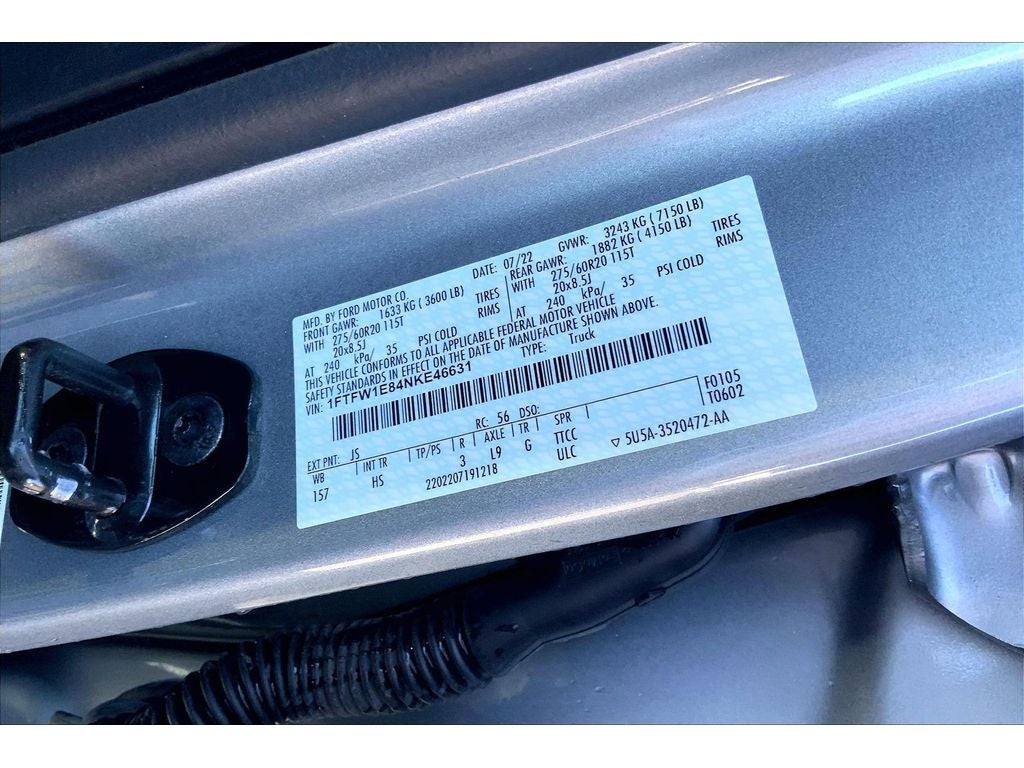 MFD. BY FORD MOTOR CO.
DATE: 07/22 GVWR: 3243 KG ( 7150 LB)
FRONT GAWR: 1633 KG ( 3600 LB) REAR GAWR: 1882 KG ( 4150 LB)
WITH 275/60R20 115T TIRES WITH 275/60R20 115T TIRES
20x8.5J RIMS 20x8.5J RIMS
AT 240 kPa/ 35 PSI COLD AT 240 kPa/ 35 PSI COLD
THIS VEHICLE CONFORMS TO ALL APPLICABLE FEDERAL MOTOR VEHICLE
SAFETY STANDARDS IN EFFECT ON THE DATE OF MANUFACTURE SHOWN ABOVE.
VIN: 1FTFW1E84NKE46631 TYPE: Truck
EXT PNT: JS RC: 56 DSO: F0105
WB INT TR TP/PS R AXLE TR SPR T0602
157 HS 3 L9 G TTCC
2202207191218 ULC 5U5A-3520472-AA